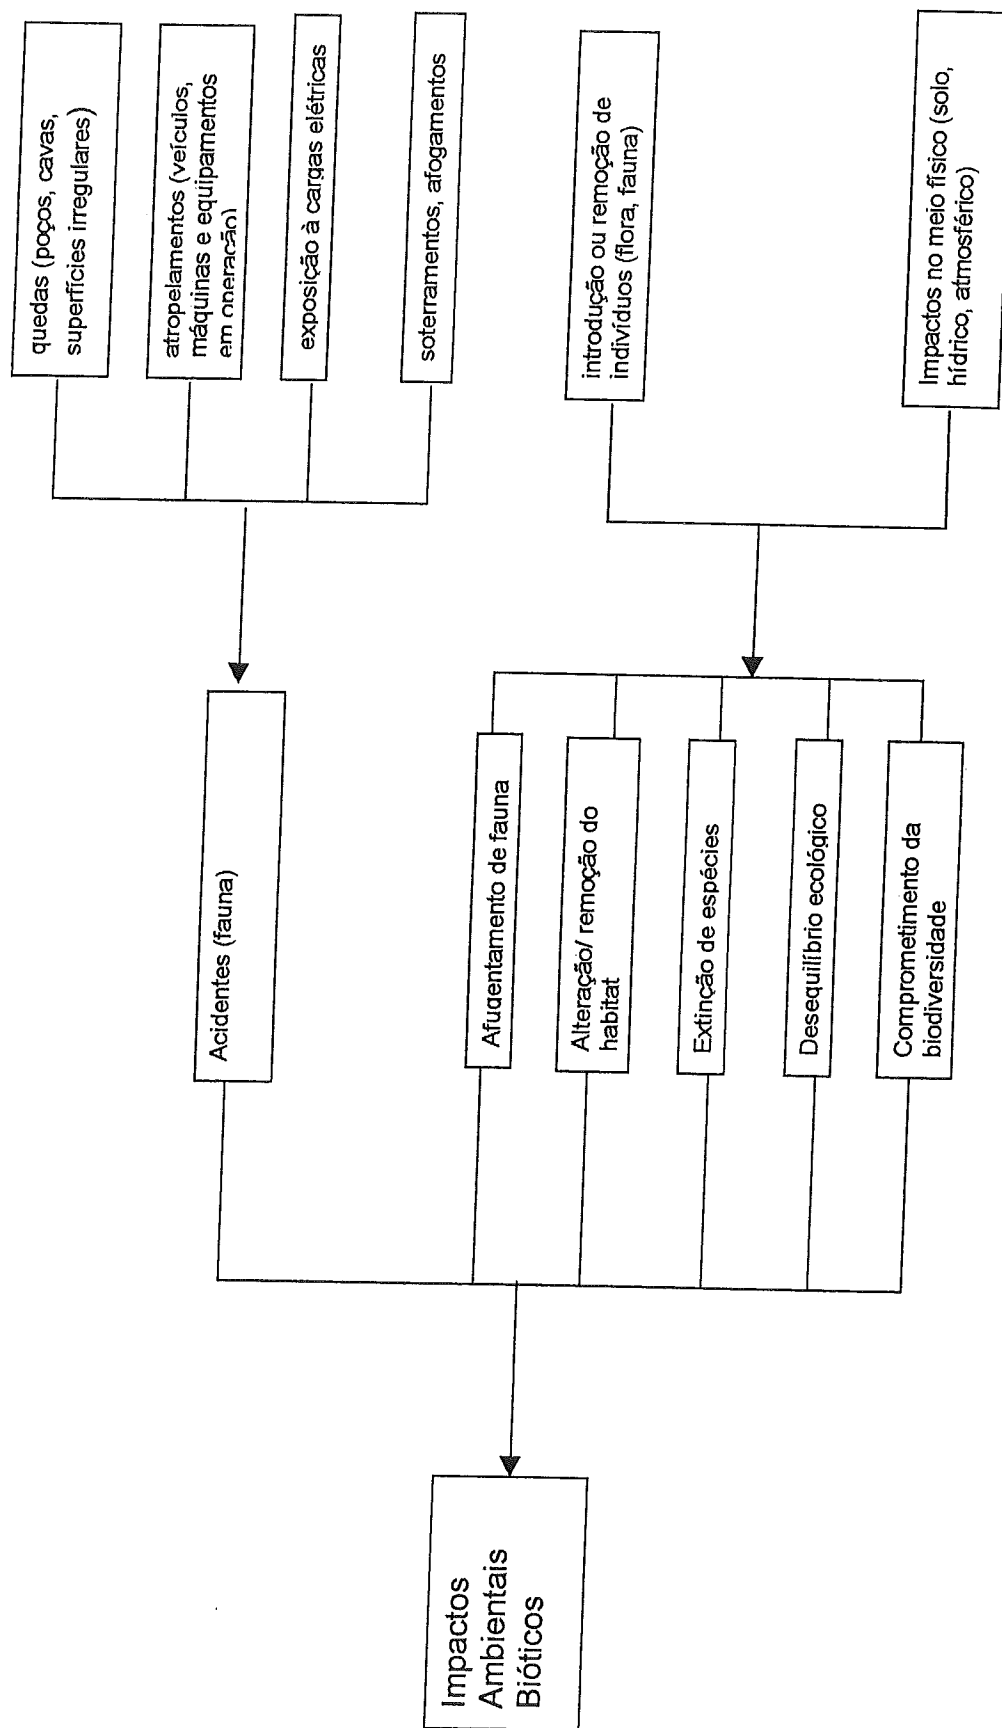 Impactos
Ambientais
Bióticos
Acidentes (fauna)
Afugentamento de fauna
Alteração/ remoção do
habitat
Extinção de espécies
Desequilíbrio ecológico
Comprometimento da
biodiversidade
quedas (poços, cavas,
superfícies irregulares)
atropelamentos (veículos,
máquinas e equipamentos
em operação)
exposição à cargas elétricas
soterramentos, afogamentos
introdução ou remoção de
indivíduos (flora, fauna)
Impactos no meio físico (solo,
hídrico, atmosférico)